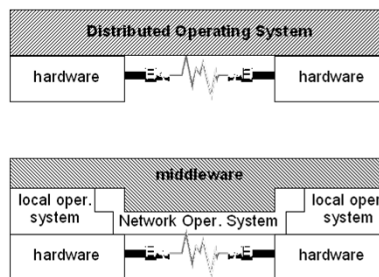 Distributed Operating System
hardware
hardware
middleware
local oper.
system
Network Oper. System
local oper.
system
hardware
hardware